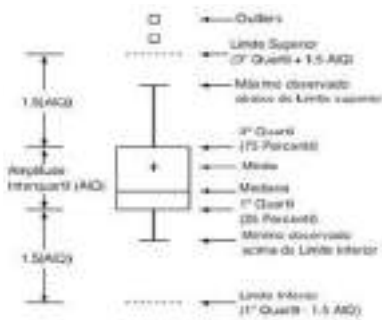 Outliers
Limite Superior
(3º Quartil + 1.5 AIQ)
1.5(AIQ)
Máximo observado
abaixo do Limite superior
3º Quartil
(75 Percentil)
Amplitude
Interquartil (AIQ)
Média
Mediana
1º Quartil
(25 Percentil)
Mínimo observado
acima do Limite Inferior
1.5(AIQ)
Limite Inferior
(1º Quartil - 1.5 AIQ)